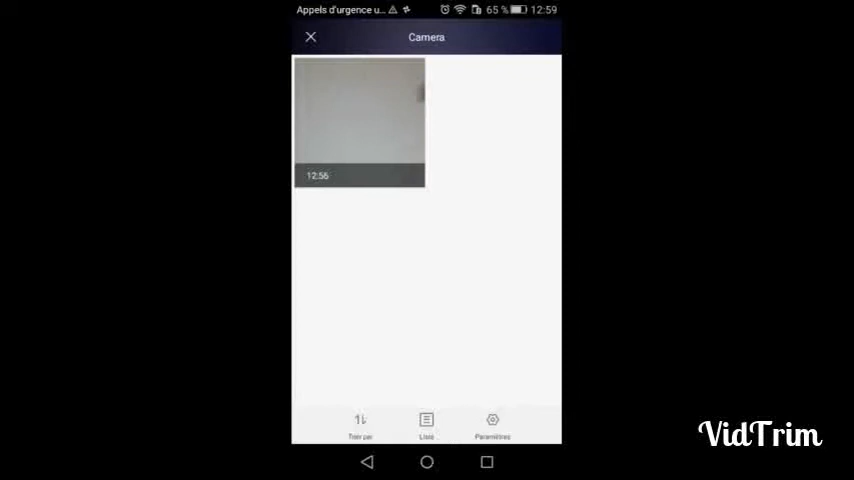 Appels d'urgence u... 65 % 12:59
Camera
12:56
Trier par Liste Paramètres
VidTrim